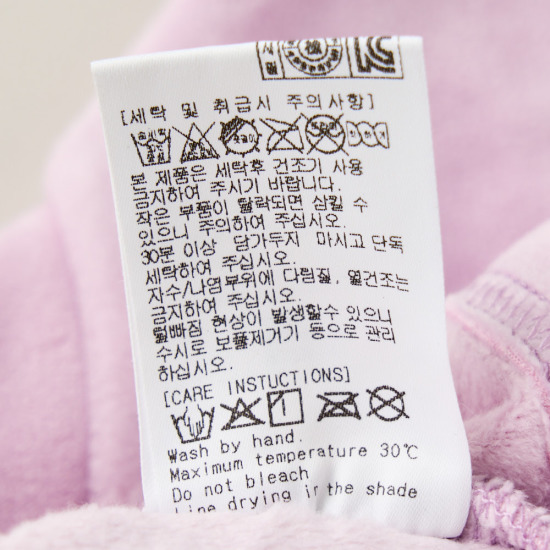 [세탁 및 취급시 주의사항]
본 제품은 세탁후 건조기 사용
금지하여 주시기 바랍니다.
작은 부품이 탈락되면 삼킬 수
있으니 주의하여 주십시오.
30분 이상 담가두지 마시고 단독
세탁하여 주십시오.
자수/나염부위에 다림질, 열건조는
금지하여 주십시오.
털빠짐 현상이 발생할수 있으니
수시로 보풀제거기 등으로 관리
하십시오.
[CARE INSTUCTIONS]
Wash by hand.
Maximum temperature 30℃
Do not bleach
Line drying in the shade